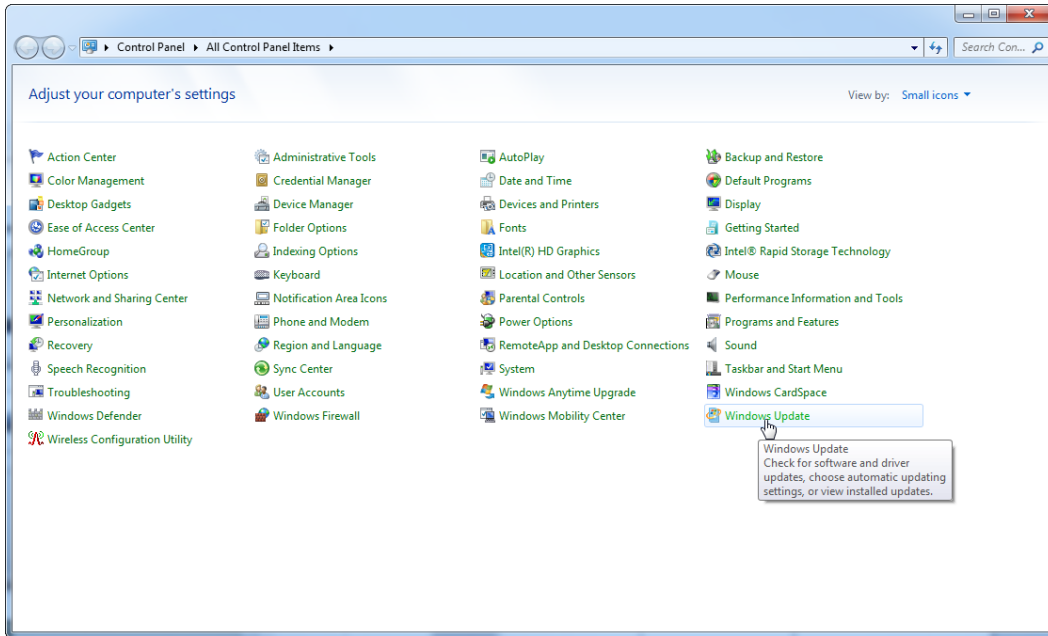 Control Panel ▸ All Control Panel Items ▸
Search Con...
Adjust your computer's settings
View by: Small icons
Action Center
Administrative Tools
AutoPlay
Backup and Restore
Color Management
Credential Manager
Date and Time
Default Programs
Desktop Gadgets
Device Manager
Devices and Printers
Display
Ease of Access Center
Folder Options
Fonts
Getting Started
HomeGroup
Indexing Options
Intel(R) HD Graphics
Intel® Rapid Storage Technology
Internet Options
Keyboard
Location and Other Sensors
Mouse
Network and Sharing Center
Notification Area Icons
Parental Controls
Performance Information and Tools
Personalization
Phone and Modem
Power Options
Programs and Features
Recovery
Region and Language
RemoteApp and Desktop Connections
Sound
Speech Recognition
Sync Center
System
Taskbar and Start Menu
Troubleshooting
User Accounts
Windows Anytime Upgrade
Windows CardSpace
Windows Defender
Windows Firewall
Windows Mobility Center
Windows Update
Wireless Configuration Utility
Windows Update
Check for software and driver
updates, choose automatic updating
settings, or view installed updates.